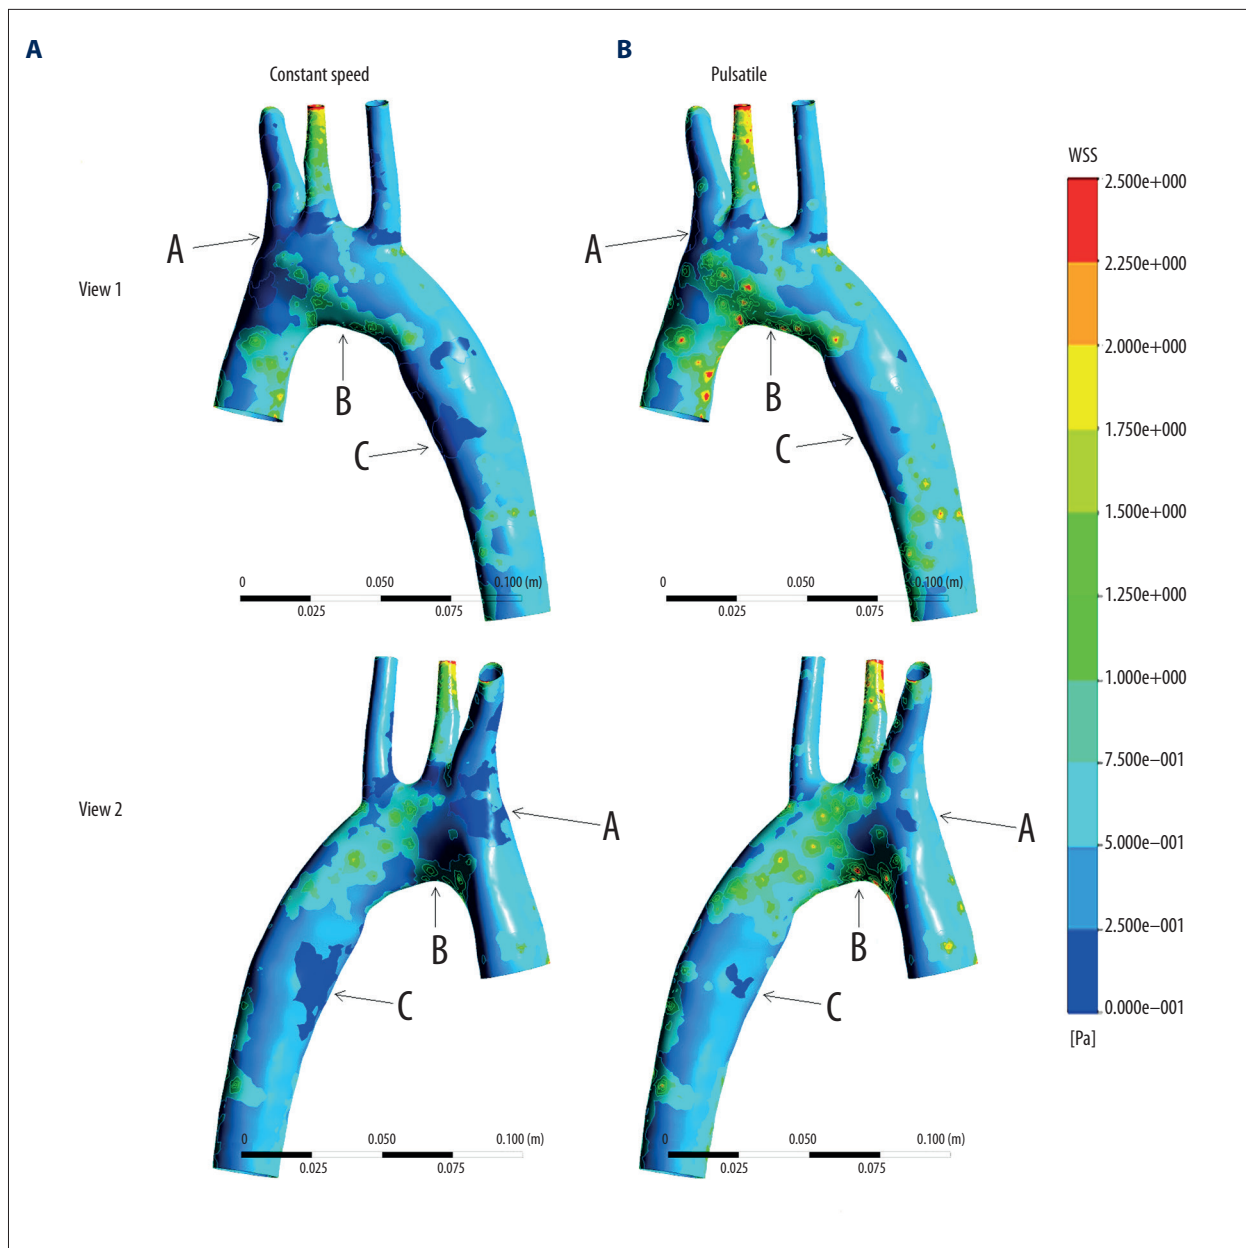 A
B
Constant speed
Pulsatile
WSS
2.500e+000
2.250e+000
2.000e+000
1.750e+000
1.500e+000
1.250e+000
1.000e+000
7.500e−001
5.000e−001
2.500e−001
0.000e−001
[Pa]
View 1
A
B
C
0 0.050 0.100 (m)
0.025 0.075
A
B
C
0 0.050 0.100 (m)
0.025 0.075
View 2
A
B
C
0 0.050 0.100 (m)
0.025 0.075
A
B
C
0 0.050 0.100 (m)
0.025 0.075